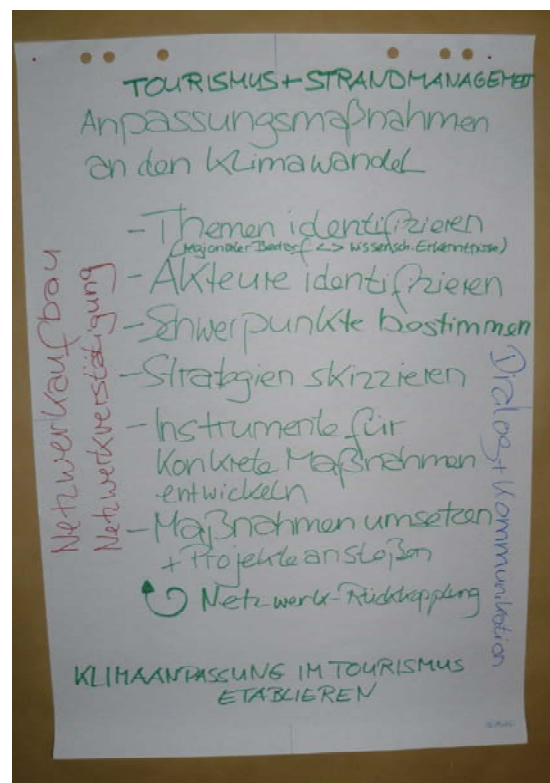 TOURISMUS + STRANDMANAGEMENT
Anpassungsmaßnahmen
an den Klimawandel
- Themen identifizieren
(regionaler Bedarf <-> wissensch. Erkenntnisse)
- Akteure identifizieren
- Schwerpunkte bestimmen
- Strategien skizzieren
- Instrumente für
konkrete Maßnahmen
entwickeln
- Maßnahmen umsetzen
+ Projekte anstoßen
Netzwerk-Rückkopplung
KLIMAANPASSUNG IM TOURISMUS
ETABLIEREN
Netzwerkaufbau
Netzwerkverstätigung
Dialog + Kommunikation